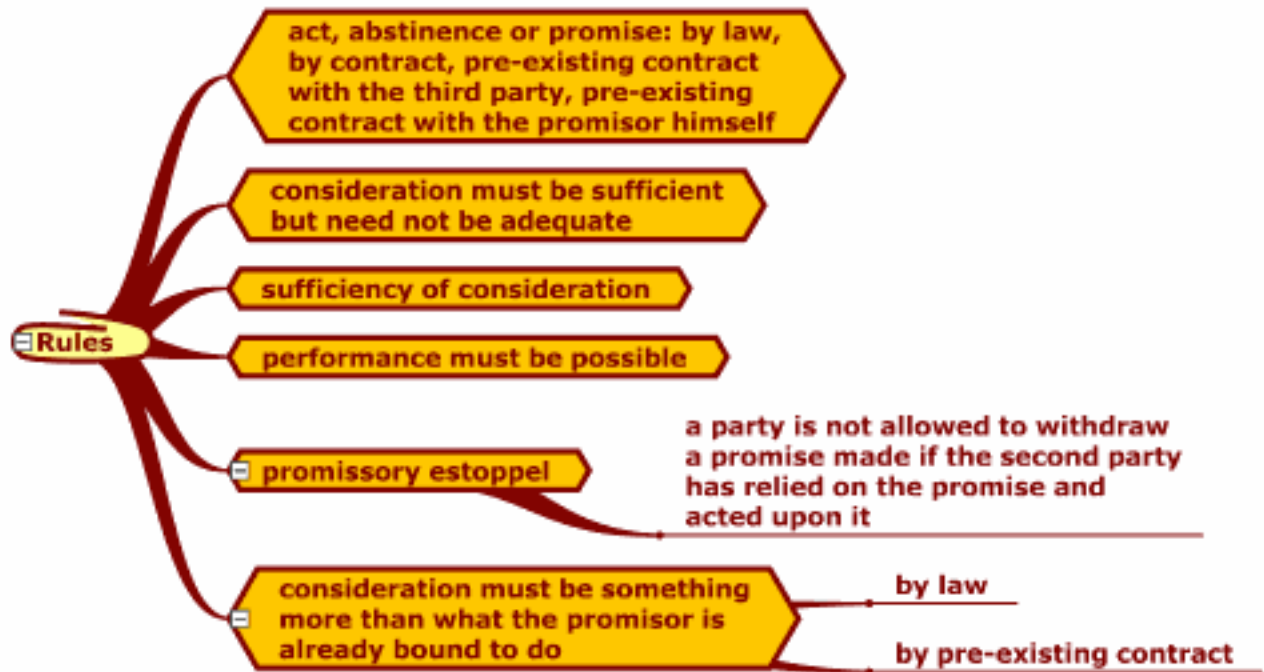 act, abstinence or promise: by law,
by contract, pre-existing contract
with the third party, pre-existing
contract with the promisor himself
consideration must be sufficient
but need not be adequate
sufficiency of consideration
Rules
performance must be possible
promissory estoppel
a party is not allowed to withdraw
a promise made if the second party
has relied on the promise and
acted upon it
consideration must be something
more than what the promisor is
already bound to do
by law
by pre-existing contract